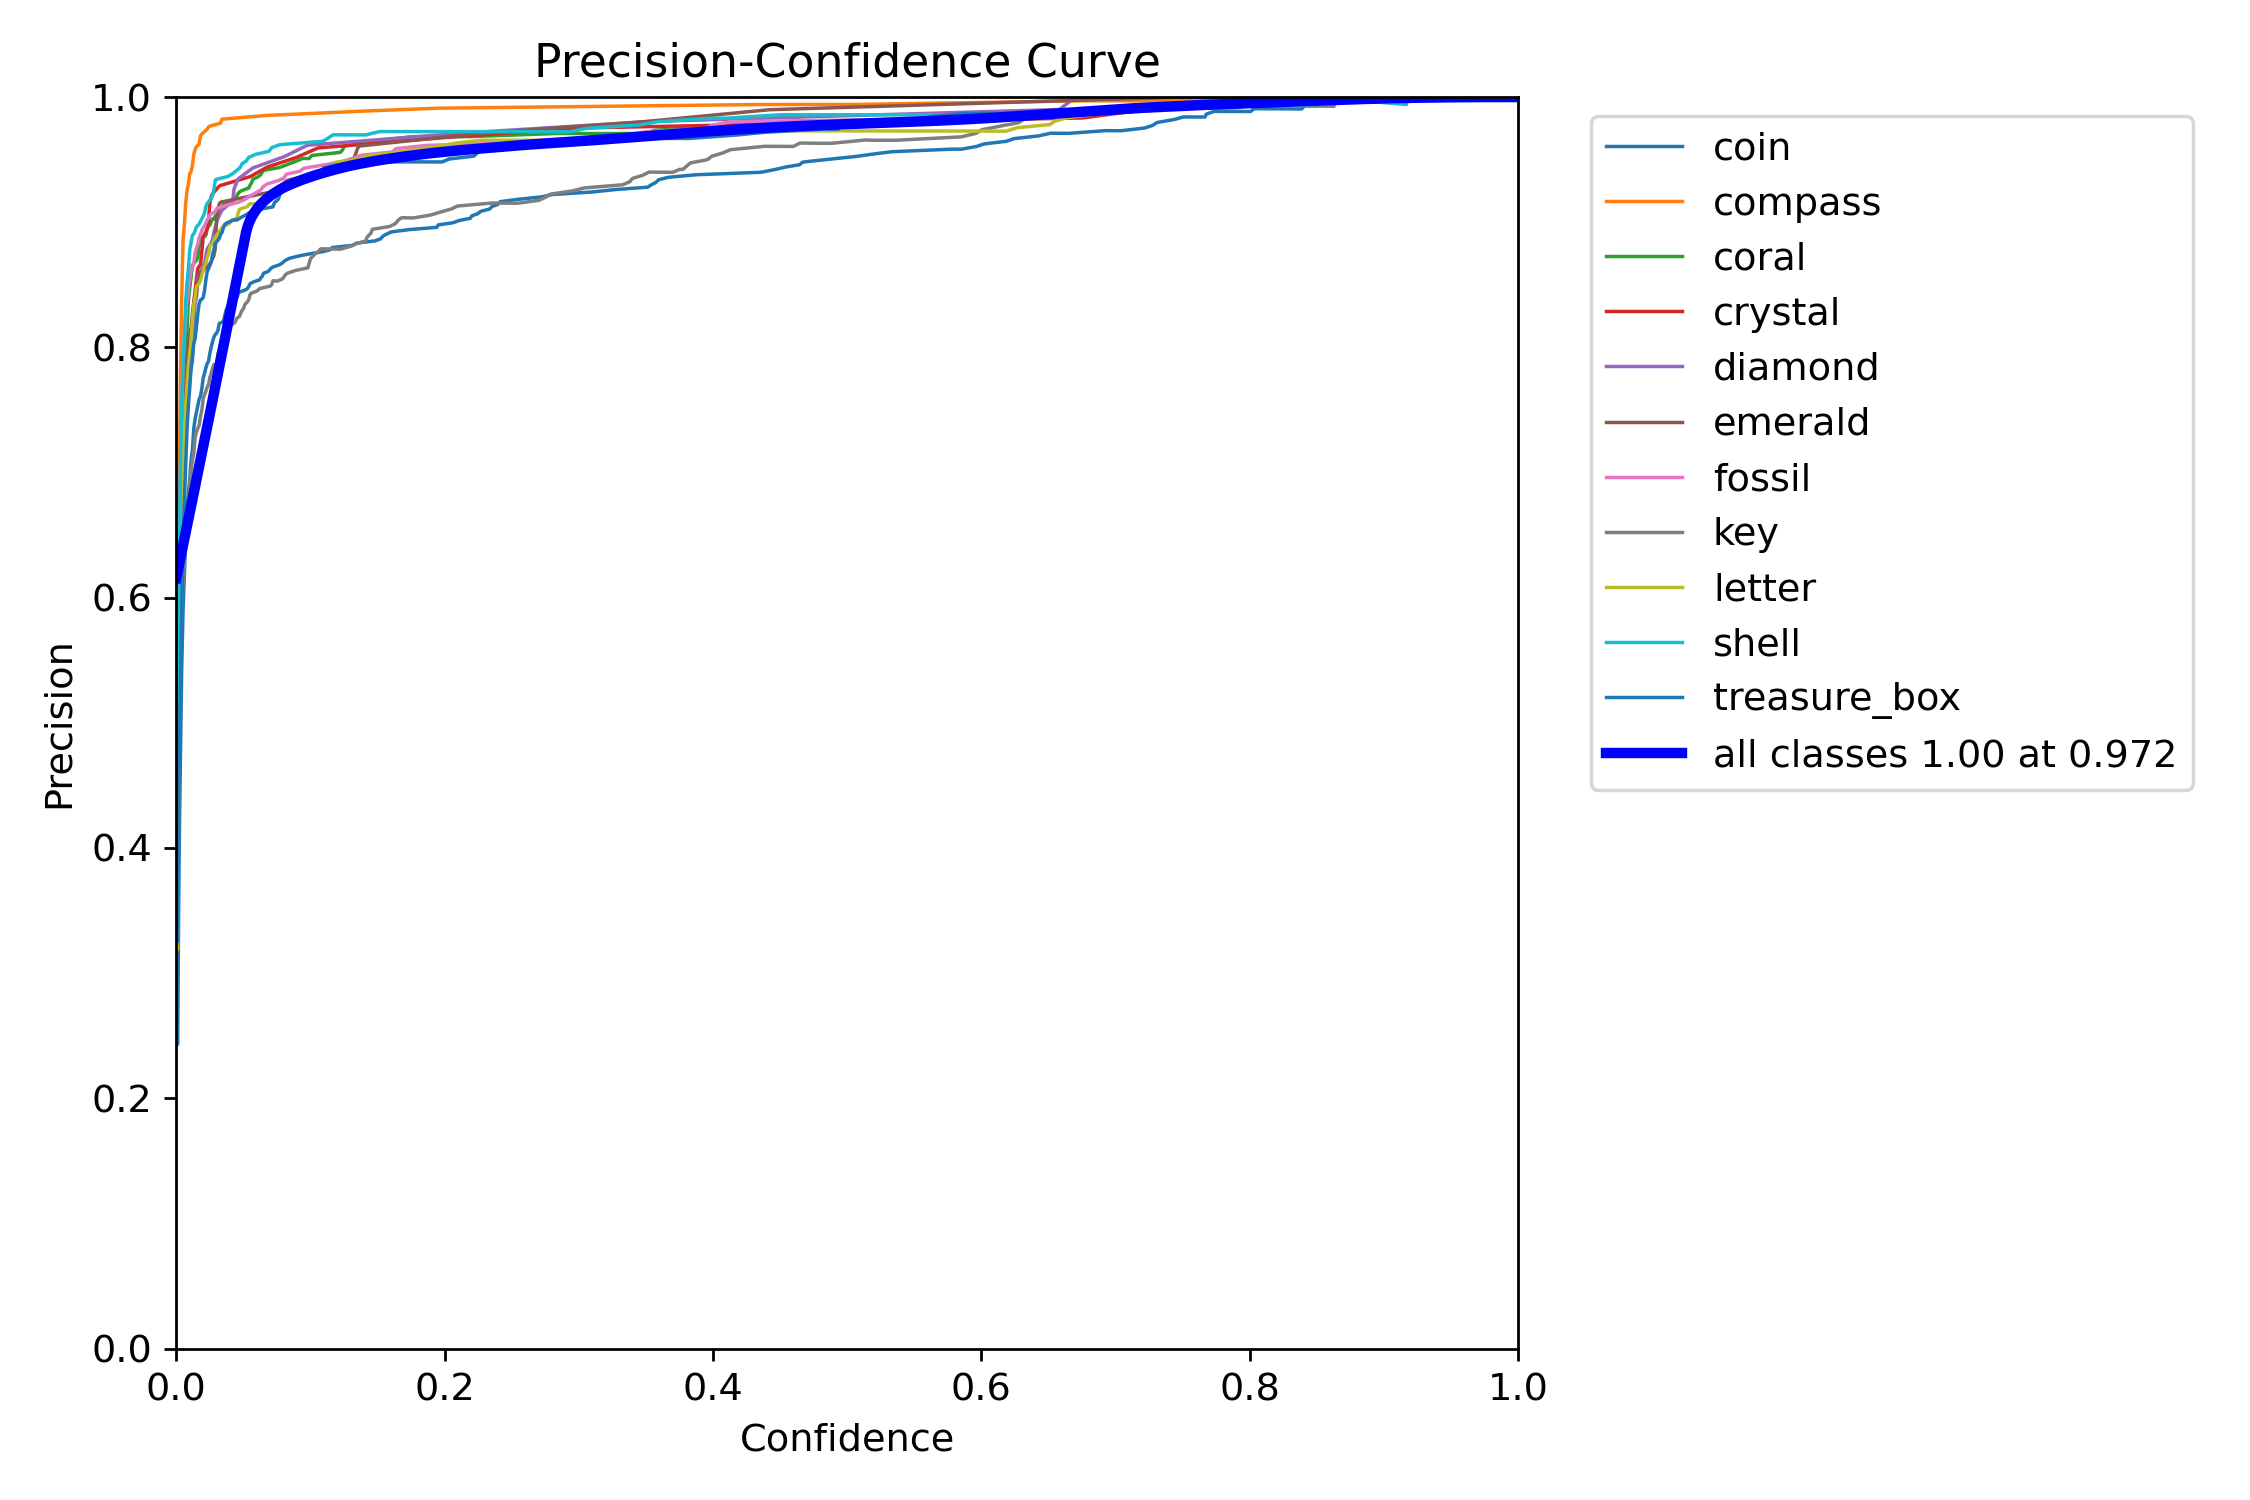 Precision-Confidence Curve
1.0
0.8
0.6
0.4
0.2
0.0
Precision
0.0 0.2 0.4 0.6 0.8 1.0
Confidence
coin
compass
coral
crystal
diamond
emerald
fossil
key
letter
shell
treasure_box
all classes 1.00 at 0.972